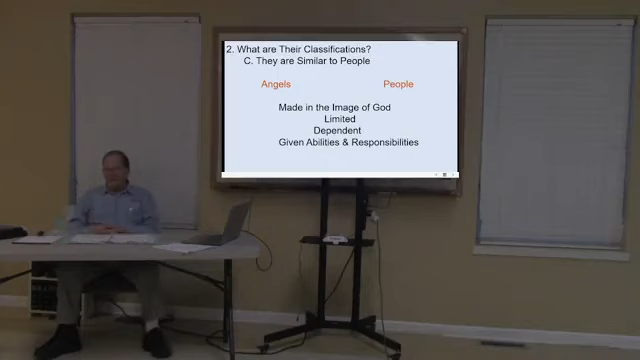 2. What are Their Classifications?
C. They are Similar to People
Angels People
Made in the Image of God
Limited
Dependent
Given Abilities & Responsibilities